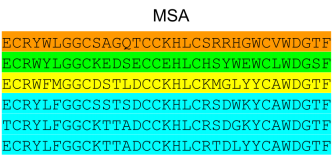 MSA
ECRYWLGGCSAGQTCCKHLCSRRHGWCVWDGTF
ECRWYLGGCKEDSECCEHLCHSYWEWCLWDGSF
ECRWFMGGCDSTLDCCKHLCKMGLYYCAWDGTF
ECRYLFGGCSSTSDCCKHLCRSDWKYCAWDGTF
TCRYLFGGCKTTADCCKHLCRSDGKYCAWDGTF
ECRYLFGGCKTTADCCKHLCRTDLYYCAWDGTF